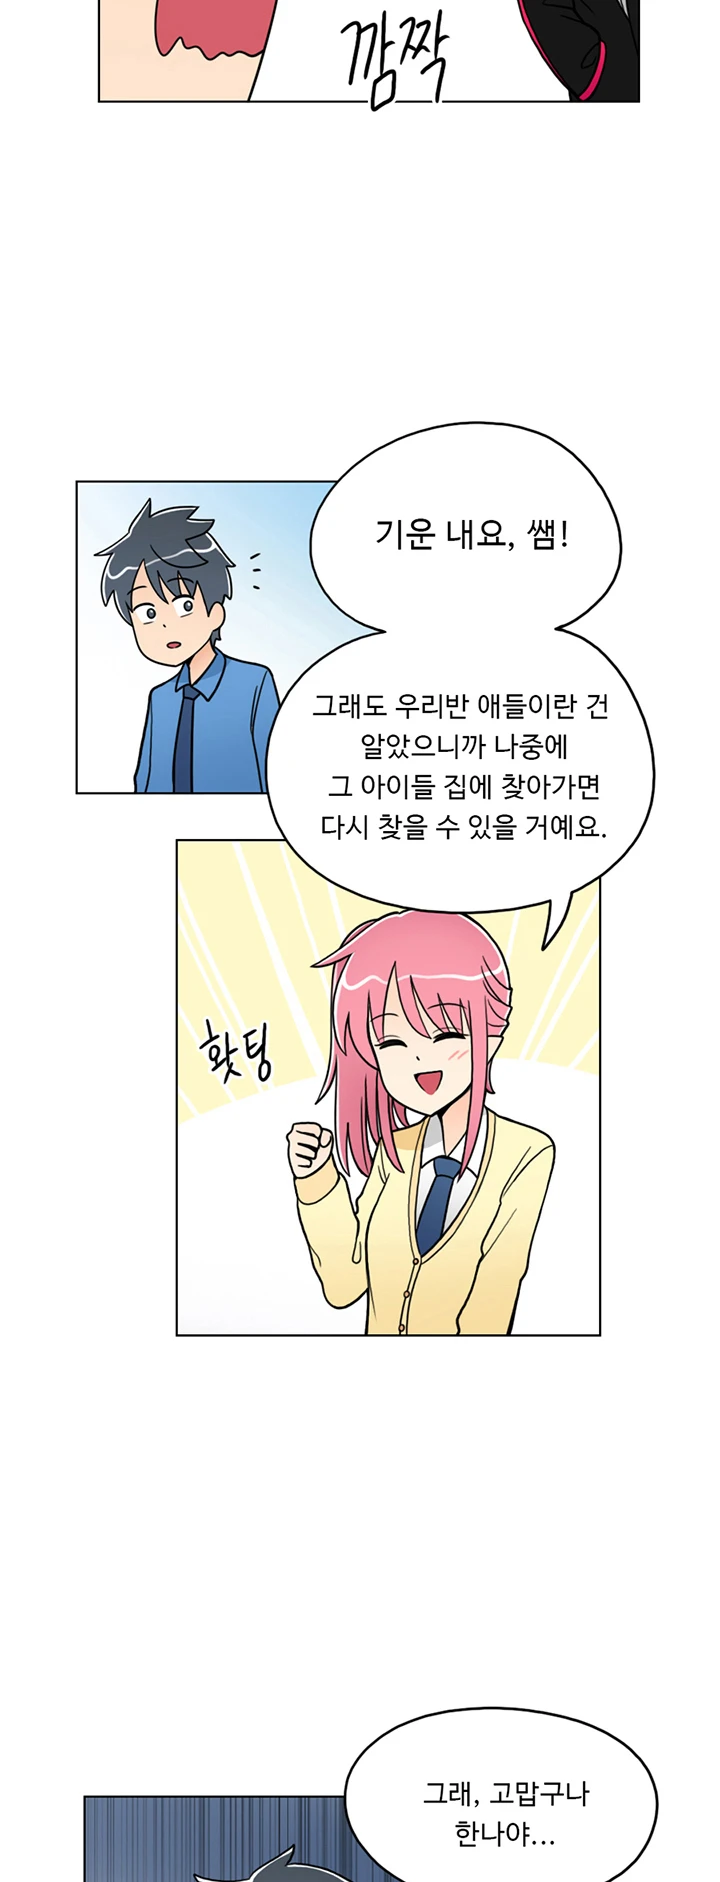 깜짝
기운 내요, 쌤!
그래도 우리반 애들이란 건
알았으니까 나중에
그 아이들 집에 찾아가면
다시 찾을 수 있을 거예요.
홧팅
그래, 고맙구나
한나야...